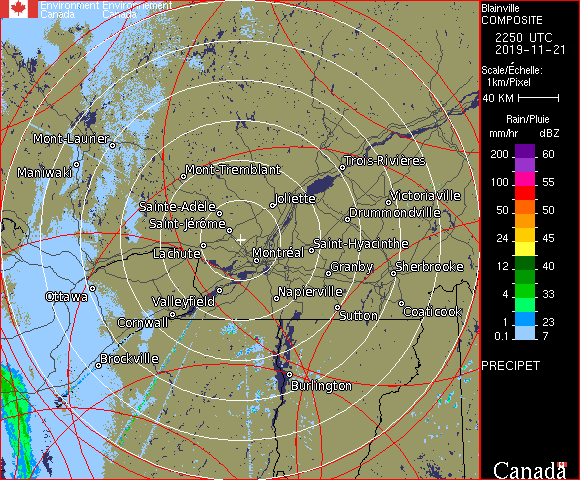 Environment Environnement
Canada Canada
Blainville
COMPOSITE
2250 UTC
2019-11-21
Scale/Échelle:
1km/Pixel
40 KM
Rain/Pluie
mm/hr dBZ
200 60
100 55
50 50
24 45
12 40
4 33
1 23
0.1 7
PRECIPET
Canada
Mont-Laurier
Maniwaki
Mont-Tremblant
Trois-Rivières
Sainte-Adèle
Joliette
Victoriaville
Saint-Jérôme
Drummondville
Lachute
Montréal
Saint-Hyacinthe
Granby
Sherbrooke
Ottawa
Valleyfield
Napierville
Cornwall
Sutton
Coaticook
Brockville
Burlington